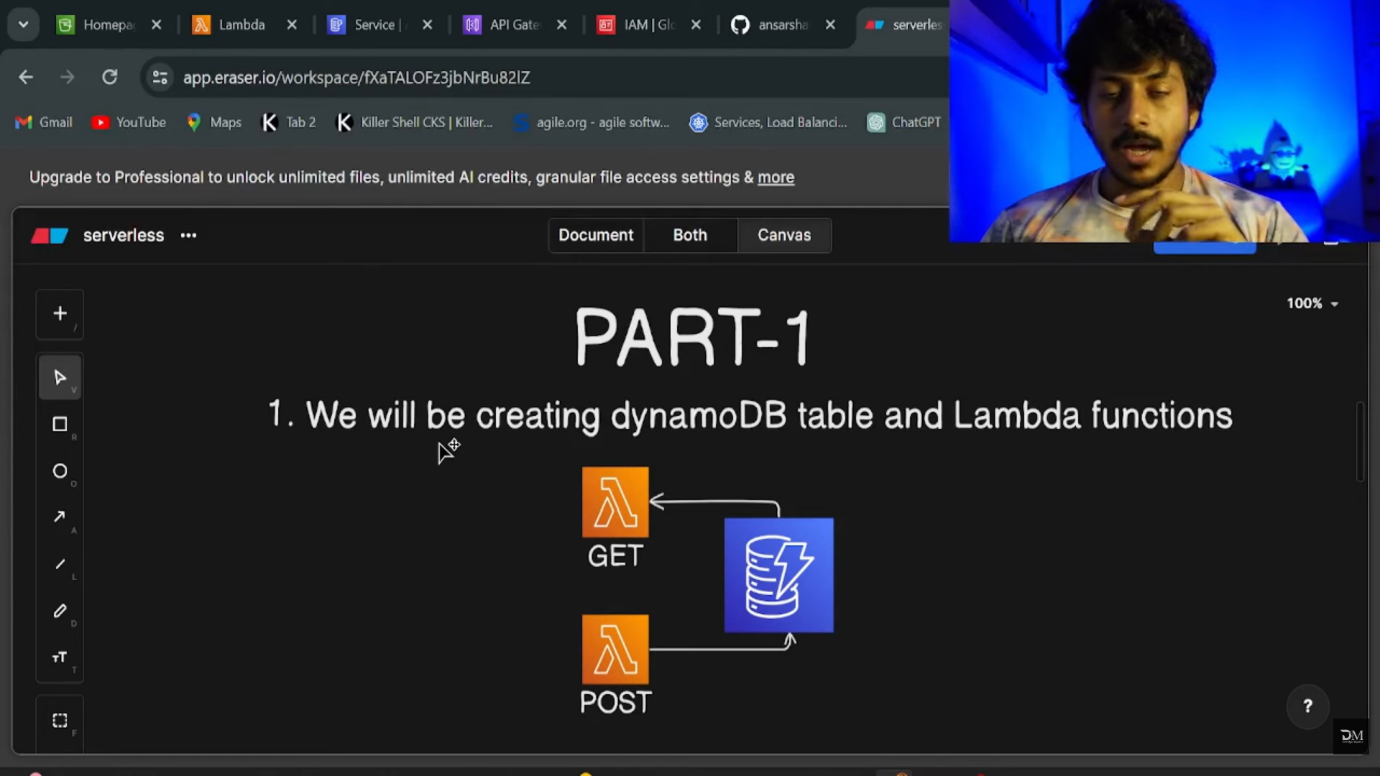 Homepa
Lambda
Service |
API Gate
IAM | Glo
ansarsha
serverles
app.eraser.io/workspace/fXaTALOFz3jbNrBu82lZ
Gmail
YouTube
Maps
Tab 2
Killer Shell CKS | Killer...
agile.org - agile softw...
Services, Load Balanci...
ChatGPT
Upgrade to Professional to unlock unlimited files, unlimited AI credits, granular file access settings & more
serverless
Document
Both
Canvas
100%
PART-1
1. We will be creating dynamoDB table and Lambda functions
GET
POST
/
V
R
O
A
L
D
tT
T
F
?
DM